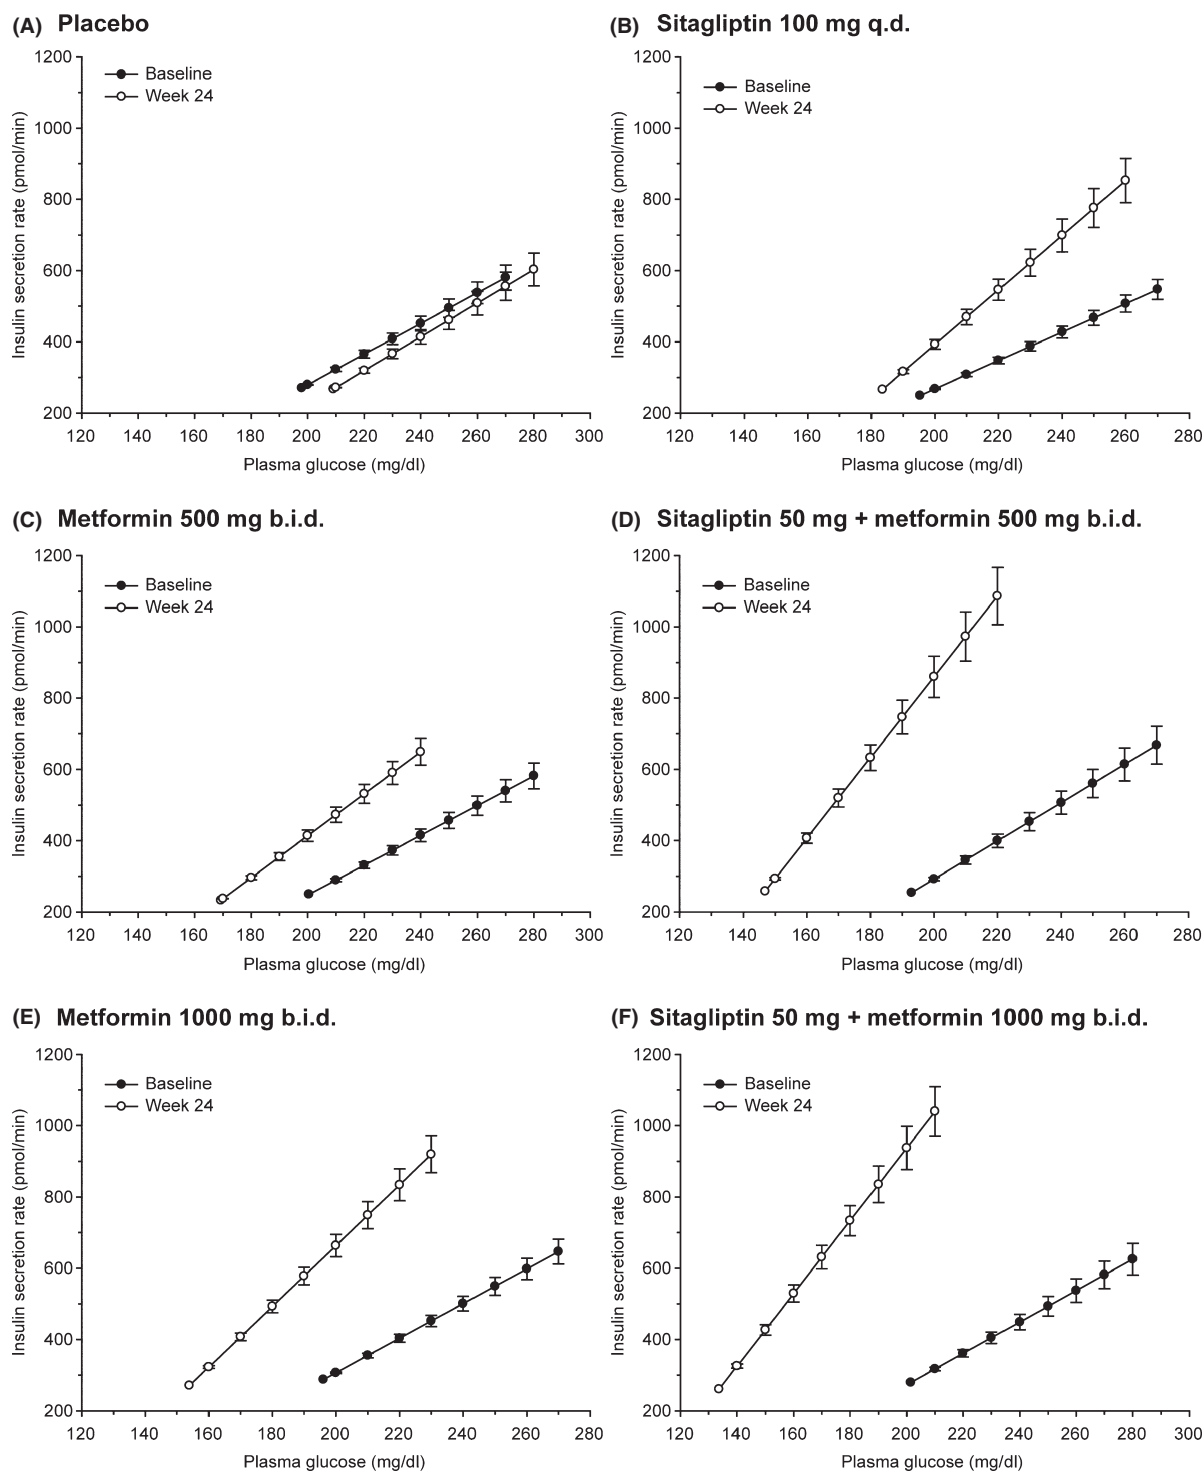 (A) Placebo
1200
1000
800
600
400
200
Insulin secretion rate (pmol/min)
Baseline
Week 24
120 140 160 180 200 220 240 260 280 300
Plasma glucose (mg/dl)
(B) Sitagliptin 100 mg q.d.
1200
1000
800
600
400
200
Insulin secretion rate (pmol/min)
Baseline
Week 24
120 140 160 180 200 220 240 260 280
Plasma glucose (mg/dl)
(C) Metformin 500 mg b.i.d.
1200
1000
800
600
400
200
Insulin secretion rate (pmol/min)
Baseline
Week 24
120 140 160 180 200 220 240 260 280 300
Plasma glucose (mg/dl)
(D) Sitagliptin 50 mg + metformin 500 mg b.i.d.
1200
1000
800
600
400
200
Insulin secretion rate (pmol/min)
Baseline
Week 24
120 140 160 180 200 220 240 260 280
Plasma glucose (mg/dl)
(E) Metformin 1000 mg b.i.d.
1200
1000
800
600
400
200
Insulin secretion rate (pmol/min)
Baseline
Week 24
120 140 160 180 200 220 240 260 280
Plasma glucose (mg/dl)
(F) Sitagliptin 50 mg + metformin 1000 mg b.i.d.
1200
1000
800
600
400
200
Insulin secretion rate (pmol/min)
Baseline
Week 24
120 140 160 180 200 220 240 260 280 300
Plasma glucose (mg/dl)